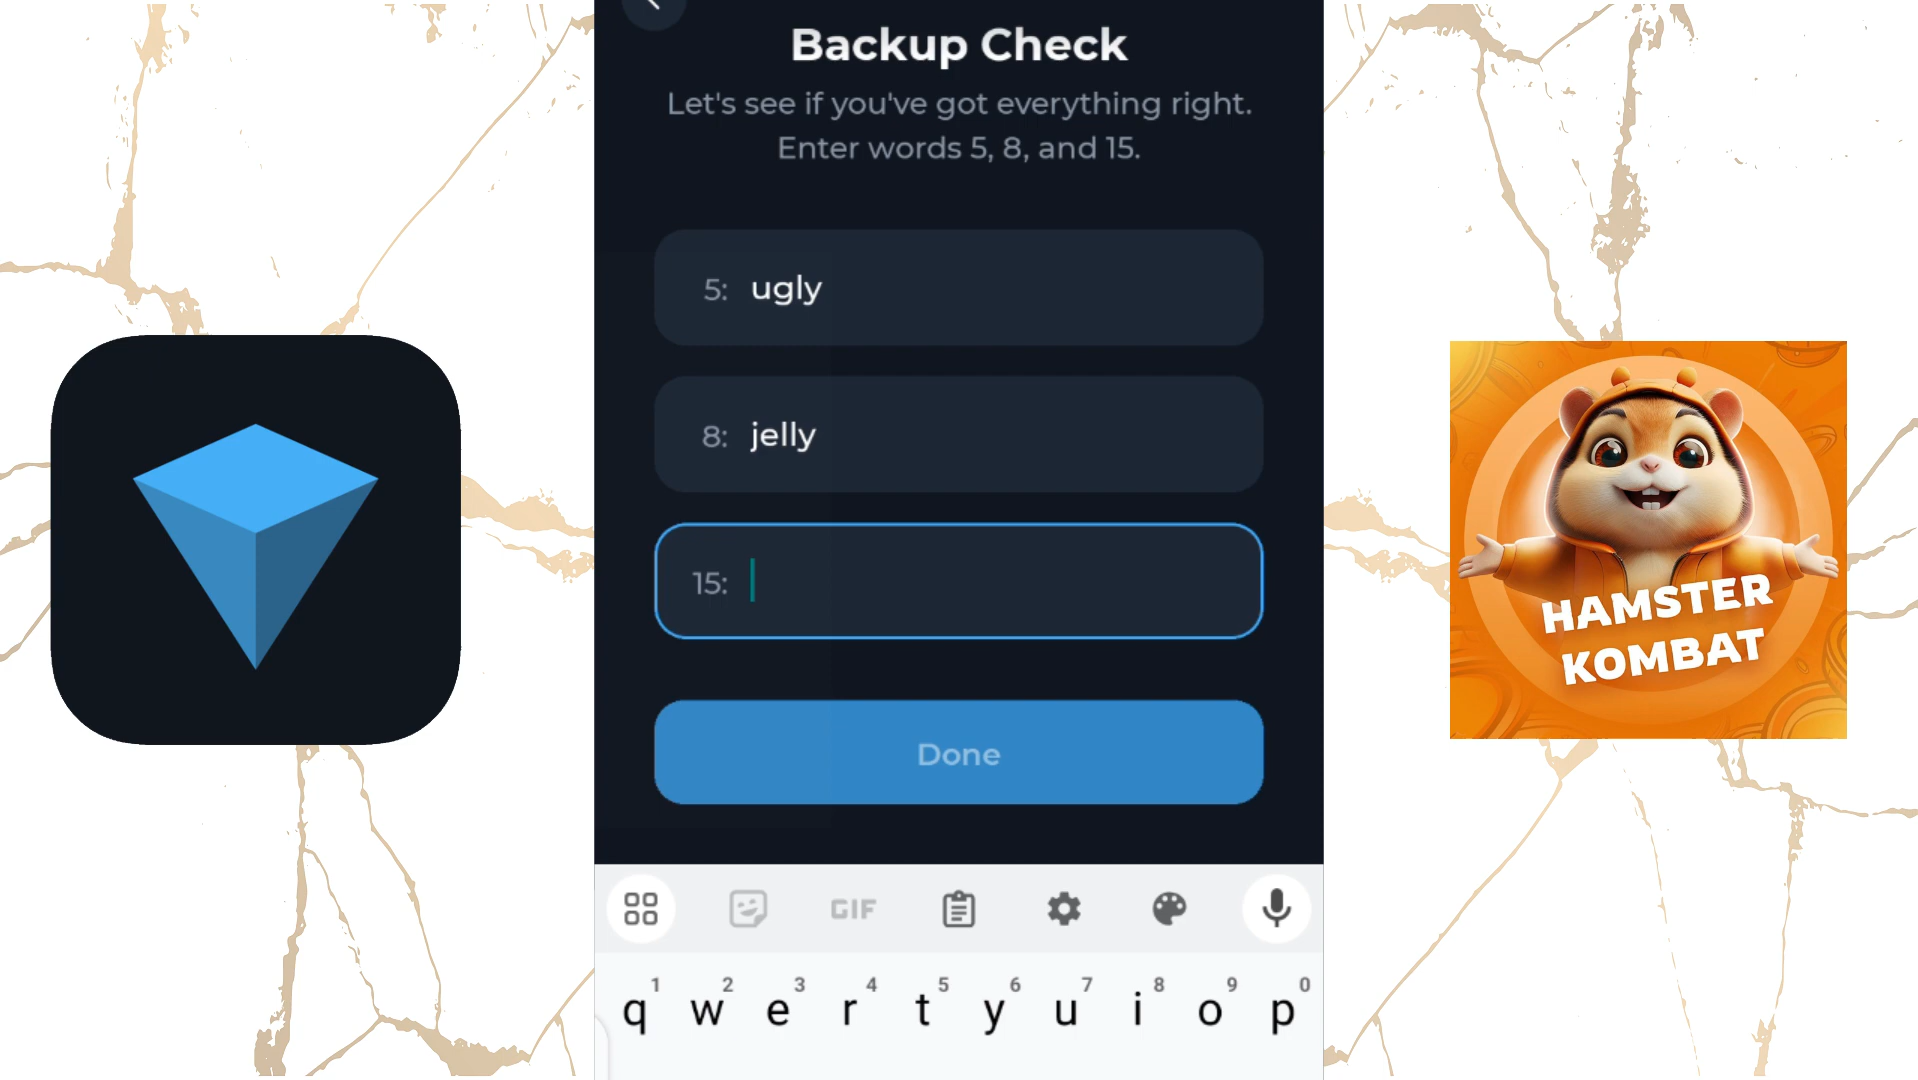 Backup Check
Let's see if you've got everything right.
Enter words 5, 8, and 15.
5: ugly
8: jelly
15:
Done
HAMSTER
KOMBAT
GIF
1 2 3 4 5 6 7 8 9 0
q w e r t y u i o p